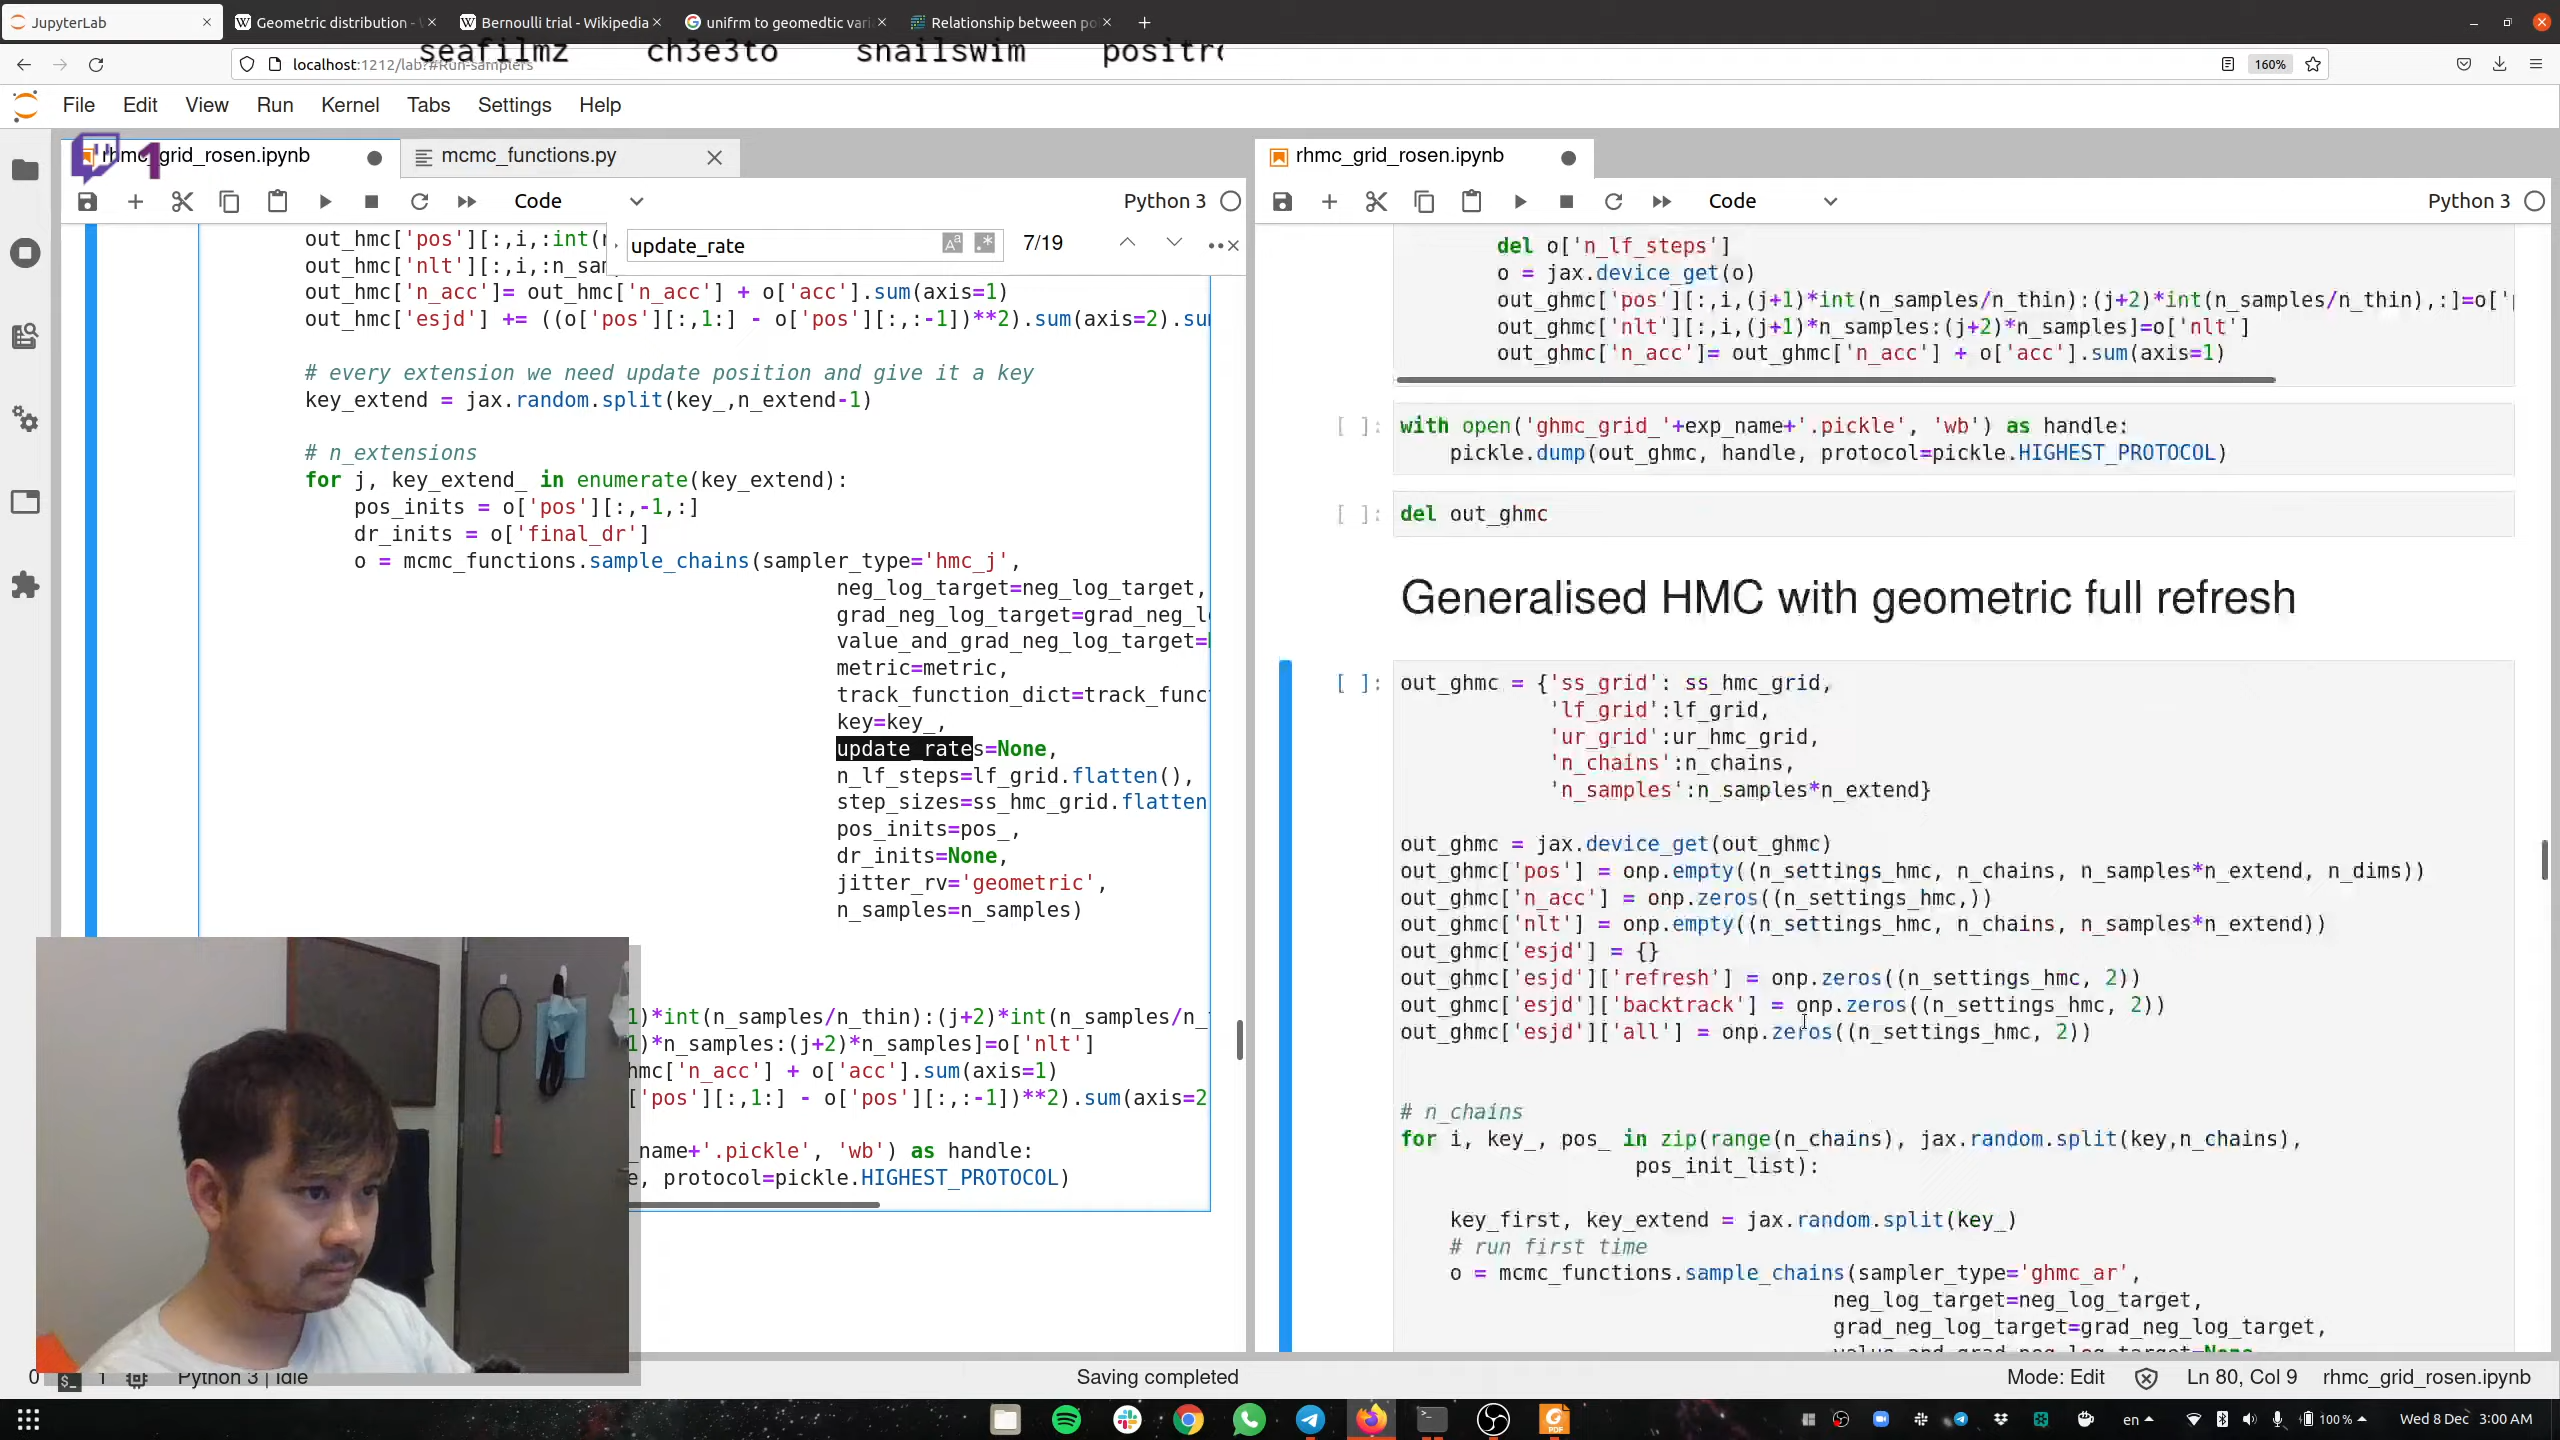 JupyterLab
Geometric distribution -
Bernoulli trial - Wikipedia
unifrm to geomedtic vari
Relationship between po
seafilmz ch3e3to snailswim
localhost:1212/lab?#Run-samplers
160%
File Edit View Run Kernel Tabs Settings Help
1
rhmc_grid_rosen.ipynb
mcmc_functions.py
rhmc_grid_rosen.ipynb
Code
Python 3
Code
Python 3
update_rate
7/19
out_hmc['pos'][:,i,:int(
out_hmc['nlt'][:,i,:n_sam
out_hmc['n_acc']= out_hmc['n_acc'] + o['acc'].sum(axis=1)
out_hmc['esjd'] += ((o['pos'][:,1:] - o['pos'][:,:-1])**2).sum(axis=2).su
# every extension we need update position and give it a key
key_extend = jax.random.split(key_,n_extend-1)
# n_extensions
for j, key_extend_ in enumerate(key_extend):
pos_inits = o['pos'][:,-1,:]
dr_inits = o['final_dr']
o = mcmc_functions.sample_chains(sampler_type='hmc_j',
neg_log_target=neg_log_target,
grad_neg_log_target=grad_neg_l
value_and_grad_neg_log_target=
metric=metric,
track_function_dict=track_func
key=key_,
update_rates=None,
n_lf_steps=lf_grid.flatten(),
step_sizes=ss_hmc_grid.flatten
pos_inits=pos_,
dr_inits=None,
jitter_rv='geometric',
n_samples=n_samples)
1)*int(n_samples/n_thin):(j+2)*int(n_samples/n_
1)*n_samples:(j+2)*n_samples]=o['nlt']
hmc['n_acc'] + o['acc'].sum(axis=1)
['pos'][:,1:] - o['pos'][:,:-1])**2).sum(axis=2
_name+'.pickle', 'wb') as handle:
e, protocol=pickle.HIGHEST_PROTOCOL)
del o['n_lf_steps']
o = jax.device_get(o)
out_ghmc['pos'][:,i,(j+1)*int(n_samples/n_thin):(j+2)*int(n_samples/n_thin),:]=o['
out_ghmc['nlt'][:,i,(j+1)*n_samples:(j+2)*n_samples]=o['nlt']
out_ghmc['n_acc']= out_ghmc['n_acc'] + o['acc'].sum(axis=1)
[ ]: with open('ghmc_grid_'+exp_name+'.pickle', 'wb') as handle:
pickle.dump(out_ghmc, handle, protocol=pickle.HIGHEST_PROTOCOL)
[ ]: del out_ghmc
Generalised HMC with geometric full refresh
[ ]: out_ghmc = {'ss_grid': ss_hmc_grid,
'lf_grid':lf_grid,
'ur_grid':ur_hmc_grid,
'n_chains':n_chains,
'n_samples':n_samples*n_extend}
out_ghmc = jax.device_get(out_ghmc)
out_ghmc['pos'] = onp.empty((n_settings_hmc, n_chains, n_samples*n_extend, n_dims))
out_ghmc['n_acc'] = onp.zeros((n_settings_hmc,))
out_ghmc['nlt'] = onp.empty((n_settings_hmc, n_chains, n_samples*n_extend))
out_ghmc['esjd'] = {}
out_ghmc['esjd']['refresh'] = onp.zeros((n_settings_hmc, 2))
out_ghmc['esjd']['backtrack'] = onp.zeros((n_settings_hmc, 2))
out_ghmc['esjd']['all'] = onp.zeros((n_settings_hmc, 2))
# n_chains
for i, key_, pos_ in zip(range(n_chains), jax.random.split(key,n_chains),
pos_init_list):
key_first, key_extend = jax.random.split(key_)
# run first time
o = mcmc_functions.sample_chains(sampler_type='ghmc_ar',
neg_log_target=neg_log_target,
grad_neg_log_target=grad_neg_log_target,
value_and_grad_neg_log_target=None
0 1 Python 3 | Idle
Saving completed
Mode: Edit
Ln 80, Col 9
rhmc_grid_rosen.ipynb
en
100 %
Wed 8 Dec 3:00 AM